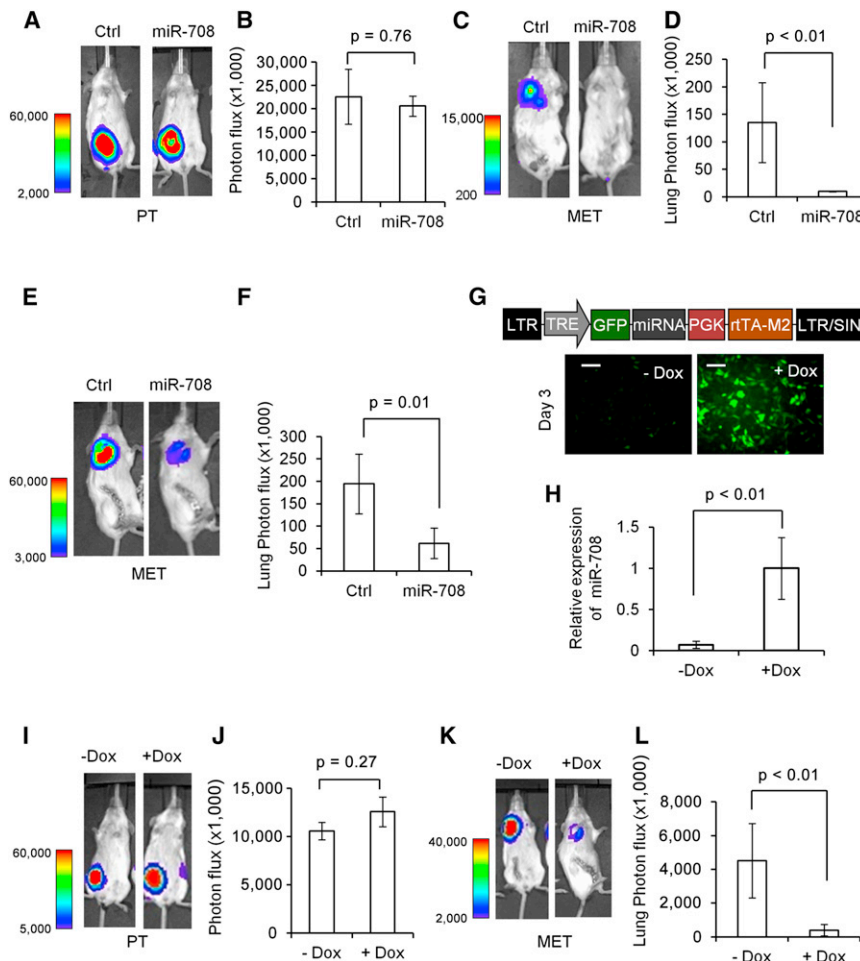 A
Ctrl miR-708
60,000
2,000
PT
B
p = 0.76
Photon flux (x1,000)
30,000
25,000
20,000
15,000
10,000
5,000
0
Ctrl miR-708
C
Ctrl miR-708
15,000
200
MET
D
p < 0.01
Lung Photon flux (x1,000)
250
200
150
100
50
0
Ctrl miR-708
E
Ctrl miR-708
60,000
3,000
MET
F
p = 0.01
Lung Photon flux (x1,000)
300
250
200
150
100
50
0
Ctrl miR-708
G
LTR TRE GFP miRNA PGK rtTA-M2 LTR/SIN
Day 3
- Dox + Dox
H
p < 0.01
Relative expression
of miR-708
1.5
1
0.5
0
-Dox +Dox
I
-Dox +Dox
60,000
5,000
PT
J
p = 0.27
Photon flux (x1,000)
15,000
10,000
5,000
0
- Dox + Dox
K
-Dox +Dox
40,000
2,000
MET
L
p < 0.01
Lung Photon flux (x1,000)
8,000
6,000
4,000
2,000
0
- Dox + Dox